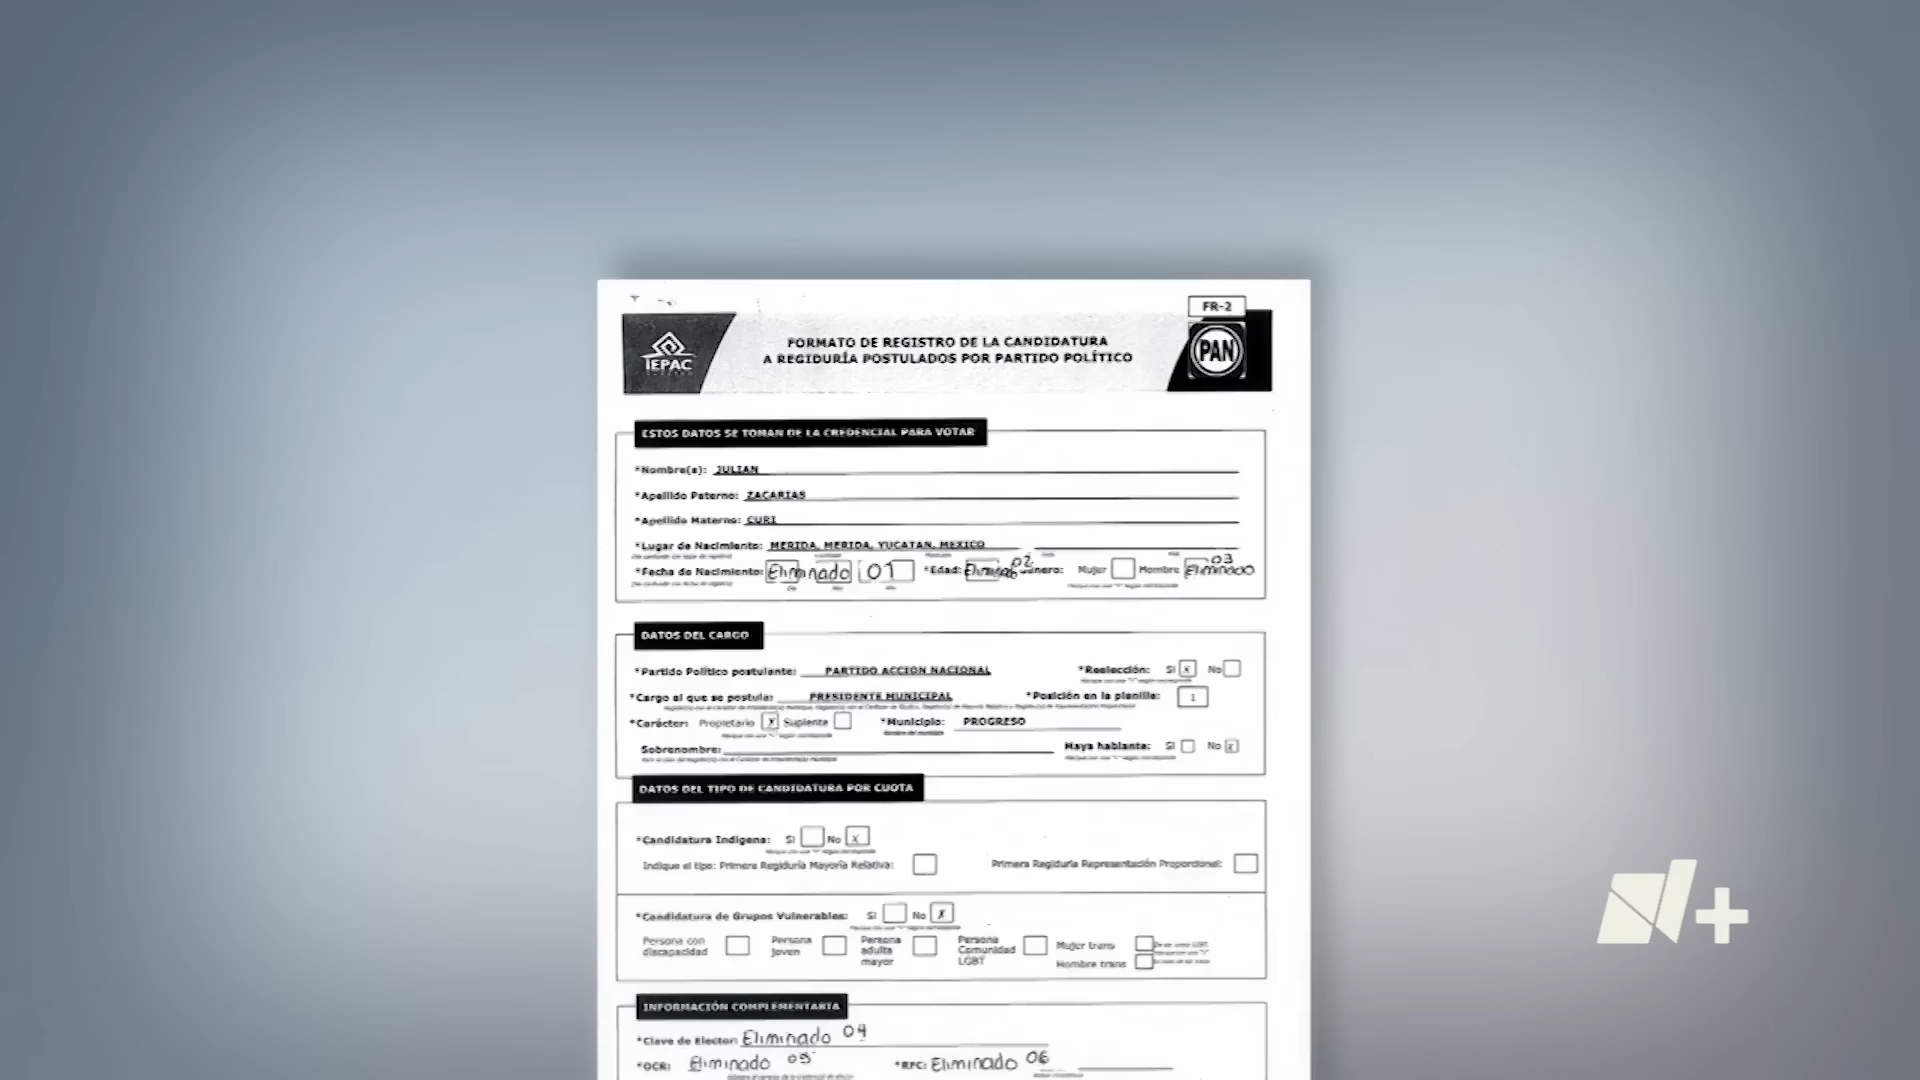 FR-2
IEPAC
FORMATO DE REGISTRO DE LA CANDIDATURA
A REGIDURÍA POSTULADOS POR PARTIDO POLÍTICO
PAN
ESTOS DATOS SE TOMAN DE LA CREDENCIAL PARA VOTAR
*Nombre(s): JULIAN
*Apellido Paterno: ZACARIAS
*Apellido Materno: CURI
*Lugar de Nacimiento: MERIDA, MERIDA, YUCATAN, MEXICO
*Fecha de Nacimiento: Eliminado 01 *Edad: 02 Mujer Hombre Eliminado 03
DATOS DEL CARGO
*Partido Político postulante: PARTIDO ACCION NACIONAL *Reelección: SI X No
*Cargo al que se postula: PRESIDENTE MUNICIPAL *Posición en la planilla: 1
*Carácter: Propietario X Suplente *Municipio: PROGRESO
Sobrenombre: Maya hablante: SI No X
DATOS DEL TIPO DE CANDIDATURA POR CUOTA
*Candidatura Indígena: SI No X
Indique el tipo: Primera Regiduría Mayoría Relativa: Primera Regiduría Representación Proporcional:
*Candidatura de Grupos Vulnerables: SI No X
Persona con discapacidad Persona joven Persona adulta mayor Persona Comunidad LGBT Mujer trans
Hombre trans
INFORMACIÓN COMPLEMENTARIA
*Clave de Elector: Eliminado 04
*OCR: Eliminado 05 *RFC: Eliminado 06
N+